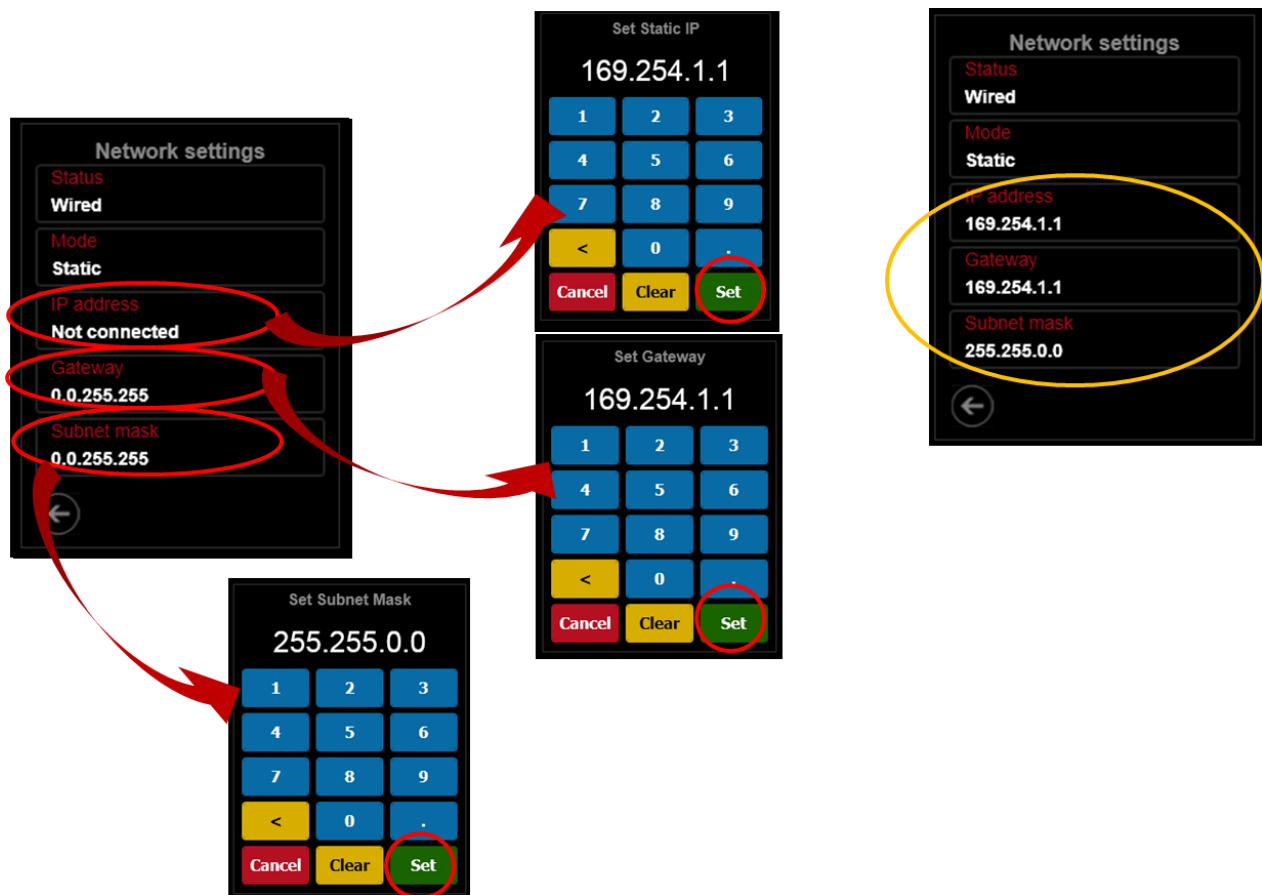 Network settings
Status
Wired
Mode
Static
IP address
Not connected
Gateway
0.0.255.255
Subnet mask
0.0.255.255
Set Static IP
169.254.1.1
1 2 3
4 5 6
7 8 9
< 0 .
Cancel Clear Set
Set Gateway
169.254.1.1
1 2 3
4 5 6
7 8 9
< 0 .
Cancel Clear Set
Set Subnet Mask
255.255.0.0
1 2 3
4 5 6
7 8 9
< 0 .
Cancel Clear Set
Network settings
Status
Wired
Mode
Static
IP address
169.254.1.1
Gateway
169.254.1.1
Subnet mask
255.255.0.0